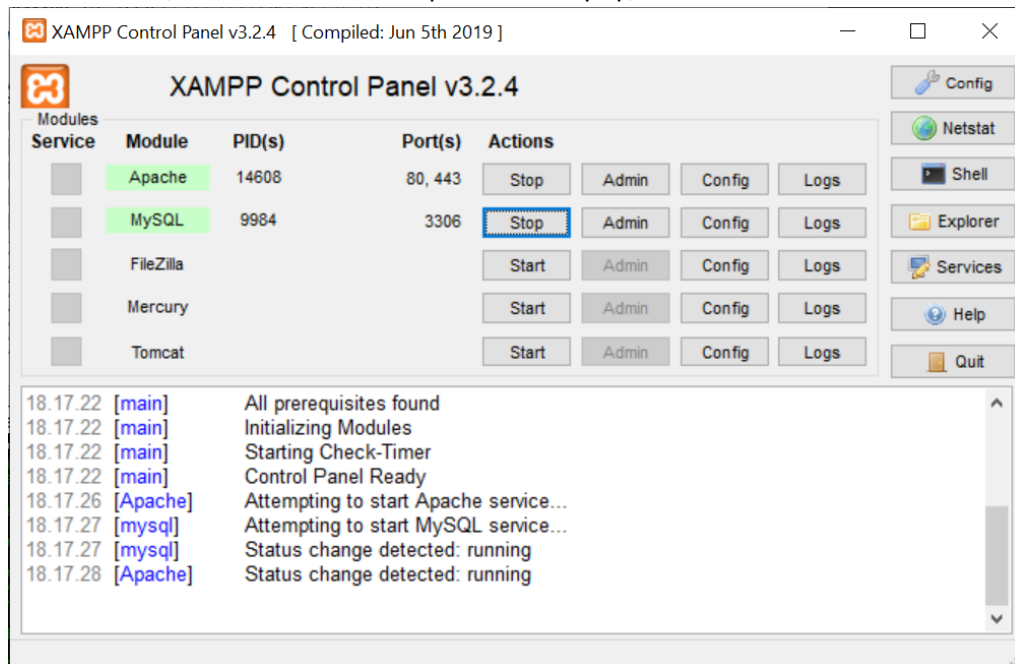 XAMPP Control Panel v3.2.4 [ Compiled: Jun 5th 2019 ]
XAMPP Control Panel v3.2.4
Config
Modules
Netstat
Service Module PID(s) Port(s) Actions
Apache 14608 80, 443 Stop Admin Config Logs
Shell
MySQL 9984 3306 Stop Admin Config Logs
Explorer
FileZilla Start Admin Config Logs
Services
Mercury Start Admin Config Logs
Help
Tomcat Start Admin Config Logs
Quit
18.17.22 [main] All prerequisites found
18.17.22 [main] Initializing Modules
18.17.22 [main] Starting Check-Timer
18.17.22 [main] Control Panel Ready
18.17.26 [Apache] Attempting to start Apache service...
18.17.27 [mysql] Attempting to start MySQL service...
18.17.27 [mysql] Status change detected: running
18.17.28 [Apache] Status change detected: running